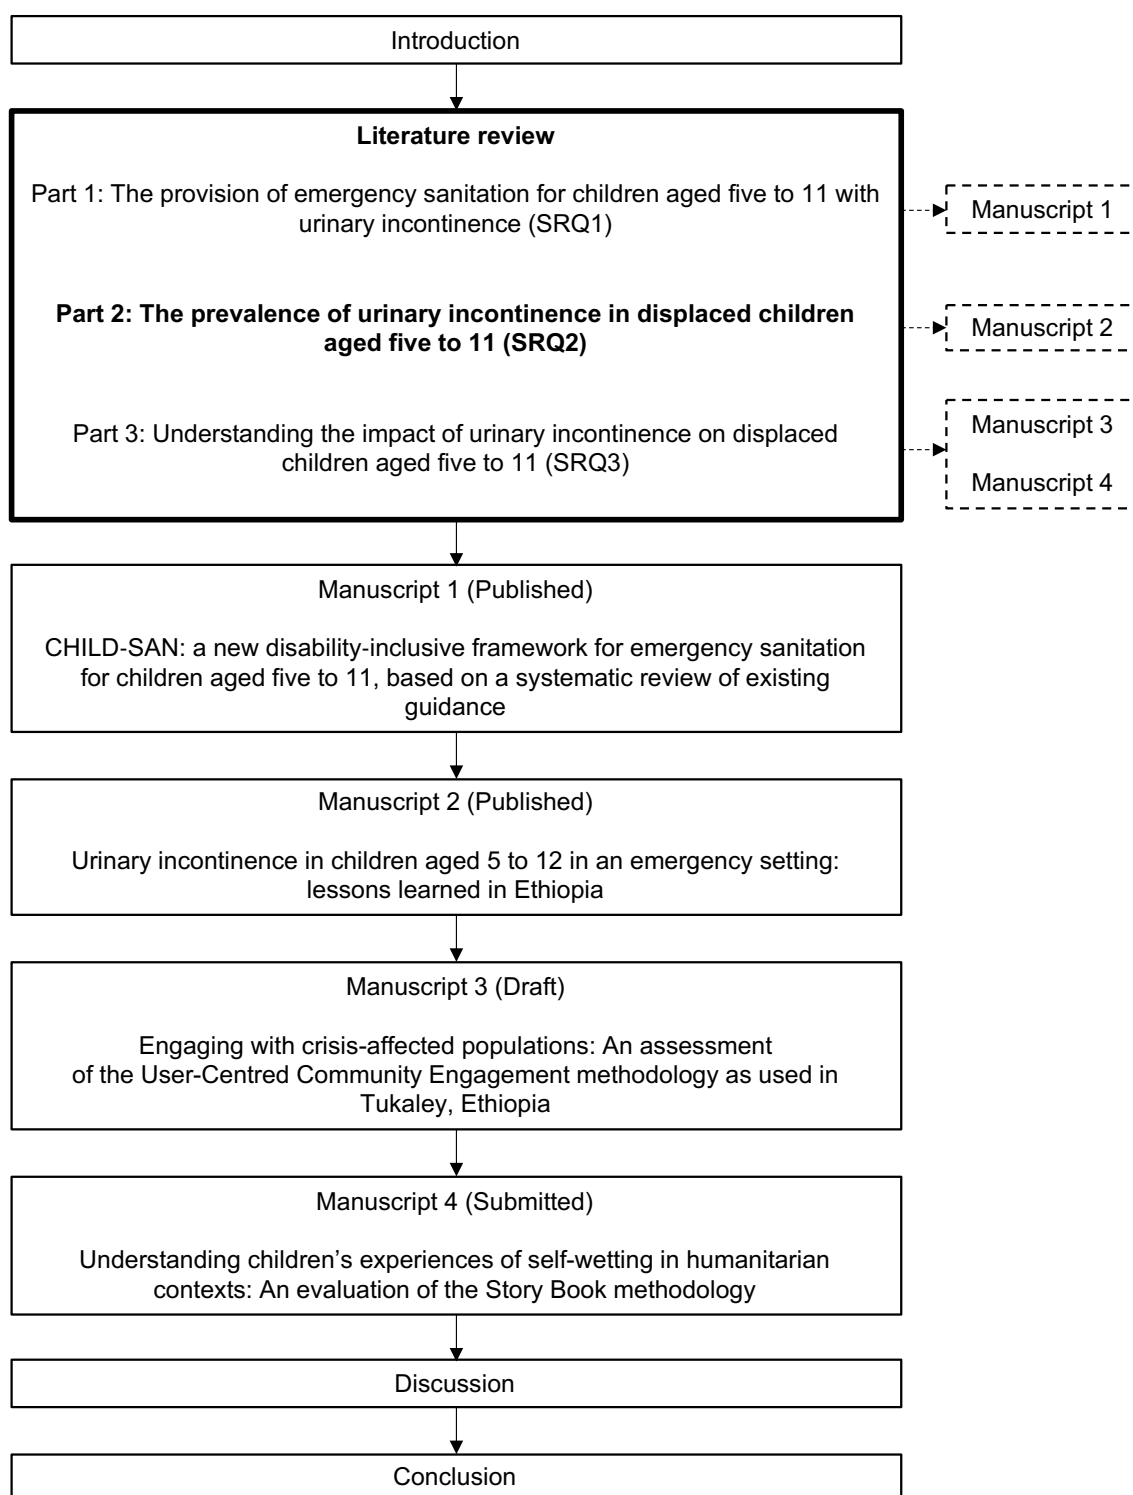 Introduction
Literature review
Part 1: The provision of emergency sanitation for children aged five to 11 with
urinary incontinence (SRQ1)
Manuscript 1
Part 2: The prevalence of urinary incontinence in displaced children
aged five to 11 (SRQ2)
Manuscript 2
Part 3: Understanding the impact of urinary incontinence on displaced
children aged five to 11 (SRQ3)
Manuscript 3
Manuscript 4
Manuscript 1 (Published)
CHILD-SAN: a new disability-inclusive framework for emergency sanitation
for children aged five to 11, based on a systematic review of existing
guidance
Manuscript 2 (Published)
Urinary incontinence in children aged 5 to 12 in an emergency setting:
lessons learned in Ethiopia
Manuscript 3 (Draft)
Engaging with crisis-affected populations: An assessment
of the User-Centred Community Engagement methodology as used in
Tukaley, Ethiopia
Manuscript 4 (Submitted)
Understanding children’s experiences of self-wetting in humanitarian
contexts: An evaluation of the Story Book methodology
Discussion
Conclusion